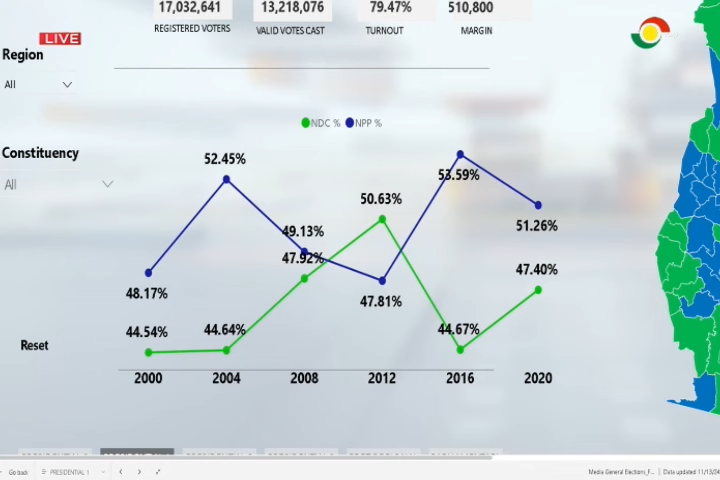 17,032,641 13,218,076 79.47% 510,800
REGISTERED VOTERS VALID VOTES CAST TURNOUT MARGIN
LIVE
Region
All
NDC % NPP %
Constituency
All
52.45%
53.59%
50.63%
49.13%
47.92%
51.26%
48.17%
47.81%
47.40%
44.54%
44.64%
44.67%
Reset
2000 2004 2008 2012 2016 2020
Go back PRESIDENTIAL 1 Media General Elections_F... Data updated 11/13/24